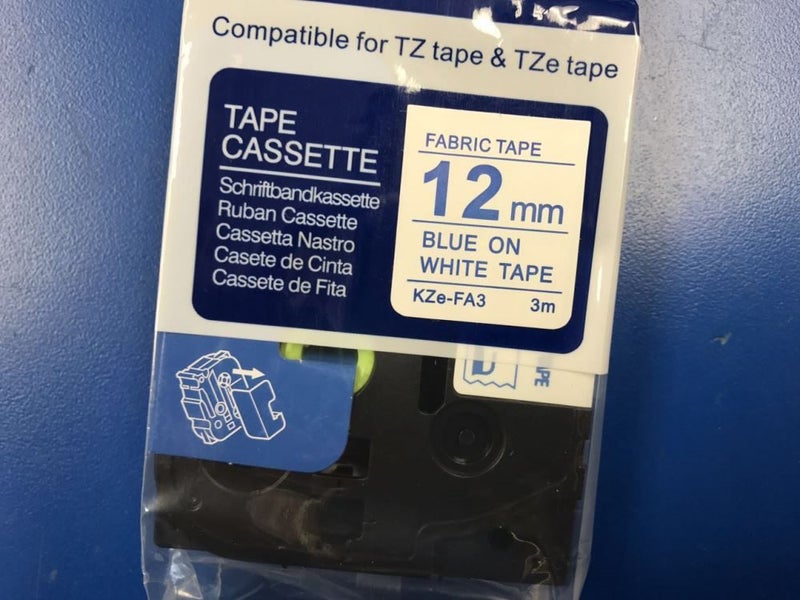 Compatible for TZ tape & TZe tape
TAPE
CASSETTE
Schriftbandkassette
Ruban Cassette
Cassetta Nastro
Casete de Cinta
Cassete de Fita
FABRIC TAPE
12 mm
BLUE ON
WHITE TAPE
KZe-FA3 3m